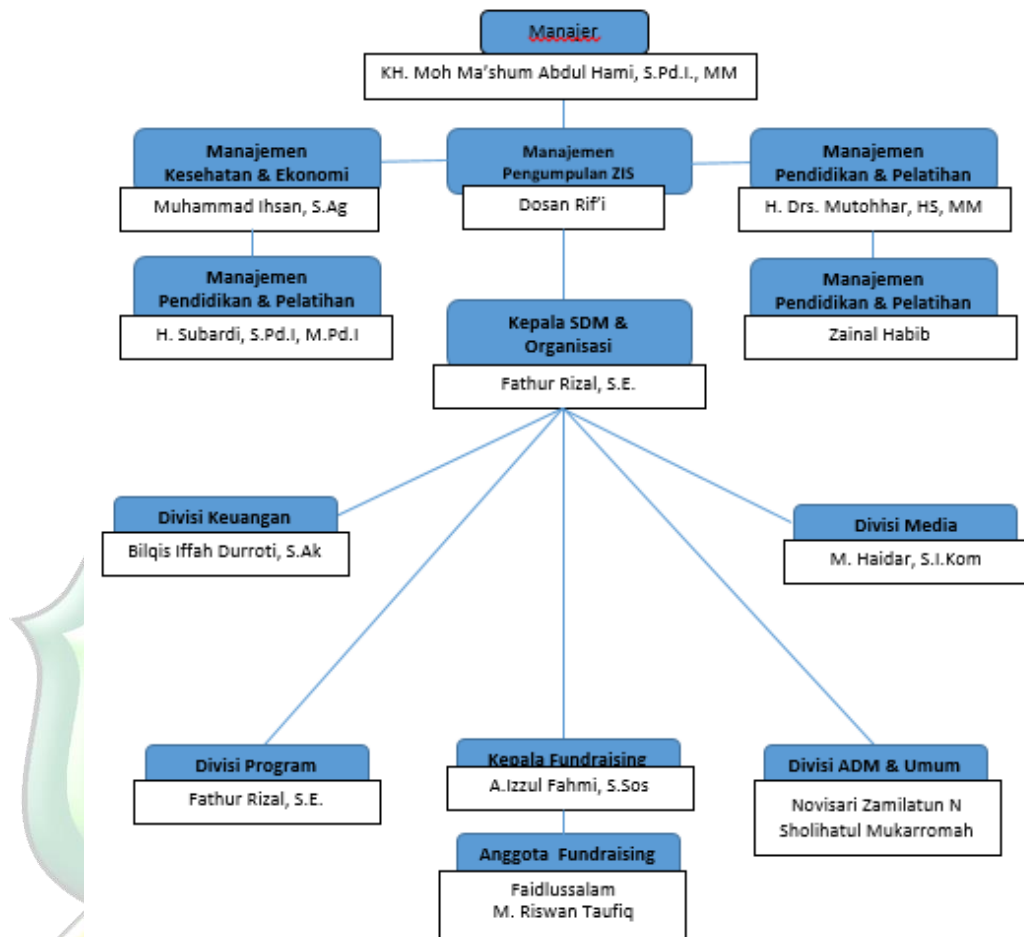 Manajer
KH. Moh Ma'shum Abdul Hami, S.Pd.I., MM
Manajemen
Kesehatan & Ekonomi
Muhammad Ihsan, S.Ag
Manajemen
Pengumpulan ZIS
Dosan Rif'i
Manajemen
Pendidikan & Pelatihan
H. Drs. Mutohhar, HS, MM
Manajemen
Pendidikan & Pelatihan
H. Subardi, S.Pd.I, M.Pd.I
Kepala SDM &
Organisasi
Fathur Rizal, S.E.
Manajemen
Pendidikan & Pelatihan
Zainal Habib
Divisi Keuangan
Bilqis Iffah Durroti, S.Ak
Divisi Media
M. Haidar, S.I.Kom
Divisi Program
Fathur Rizal, S.E.
Kepala Fundraising
A.Izzul Fahmi, S.Sos
Divisi ADM & Umum
Novisari Zamilatun N
Sholihatul Mukarromah
Anggota Fundraising
Faidlussalam
M. Riswan Taufiq